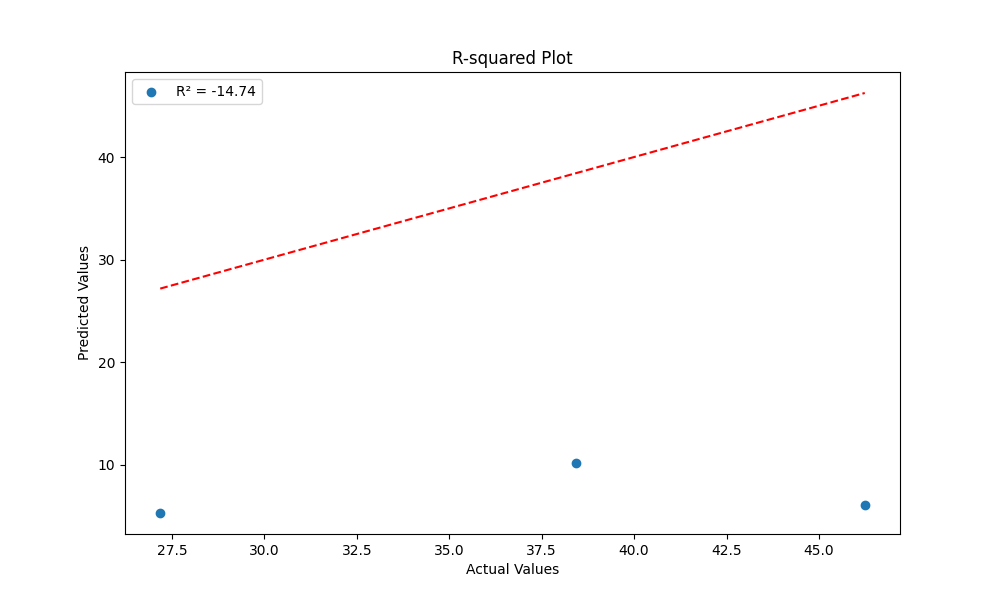 R-squared Plot
R² = -14.74
Predicted Values
40
30
20
10
27.5 30.0 32.5 35.0 37.5 40.0 42.5 45.0
Actual Values